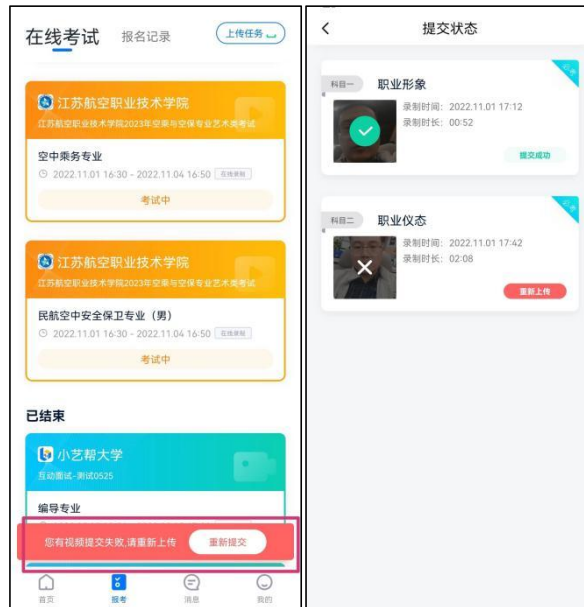 在线考试
报名记录
上传任务
江苏航空职业技术学院
江苏航空职业技术学院2023年空乘与空保专业艺术类考试
空中乘务专业
2022.11.01 16:30 - 2022.11.04 16:50 在线录制
考试中
江苏航空职业技术学院
江苏航空职业技术学院2023年空乘与空保专业艺术类考试
民航空中安全保卫专业（男）
2022.11.01 16:30 - 2022.11.04 16:50 在线录制
考试中
已结束
小艺帮大学
互动面试-测试0525
编导专业
您有视频提交失败,请重新上传
重新提交
首页
报考
消息
我的
提交状态
必考
科目一
职业形象
录制时间：2022.11.01 17:12
录制时长：00:52
提交成功
必考
科目二
职业仪态
录制时间：2022.11.01 17:42
录制时长：02:08
重新上传